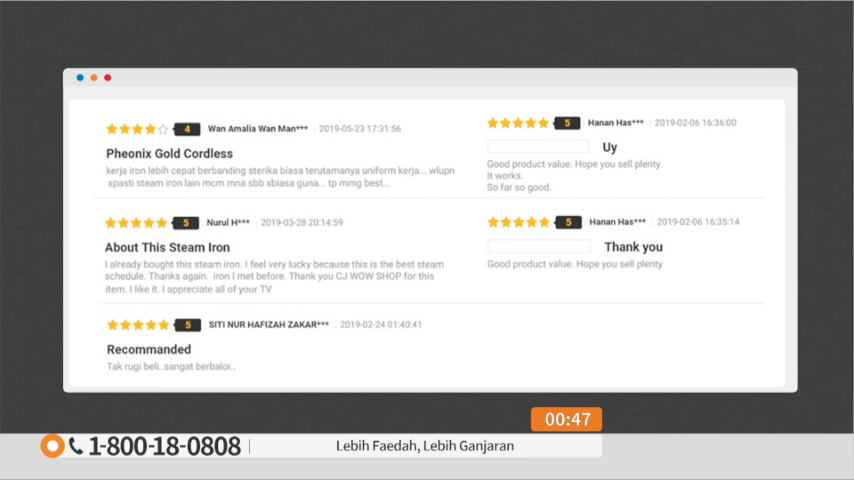 4 Wan Amalia Wan Man*** 2019-05-23 17:31:56
Pheonix Gold Cordless
kerja iron lebih cepat berbanding sterika biasa terutamanya uniform kerja... wlupn
xpasti steam iron lain mcm mna sbb xbiasa guna... tp mmg best...
5 Nurul H*** 2019-03-28 20:14:59
About This Steam Iron
I already bought this steam iron. I feel very lucky because this is the best steam
schedule. Thanks again. iron I met before. Thank you CJ WOW SHOP for this
item. I like it. I appreciate all of your TV
5 SITI NUR HAFIZAH ZAKAR*** 2019-02-24 01:40:41
Recommanded
Tak rugi beli..sangat berbaloi..
5 Hanan Has*** 2019-02-06 16:36:00
Uy
Good product value. Hope you sell plenty.
It works.
So far so good.
5 Hanan Has*** 2019-02-06 16:35:14
Thank you
Good product value. Hope you sell plenty
00:47
1-800-18-0808
Lebih Faedah, Lebih Ganjaran